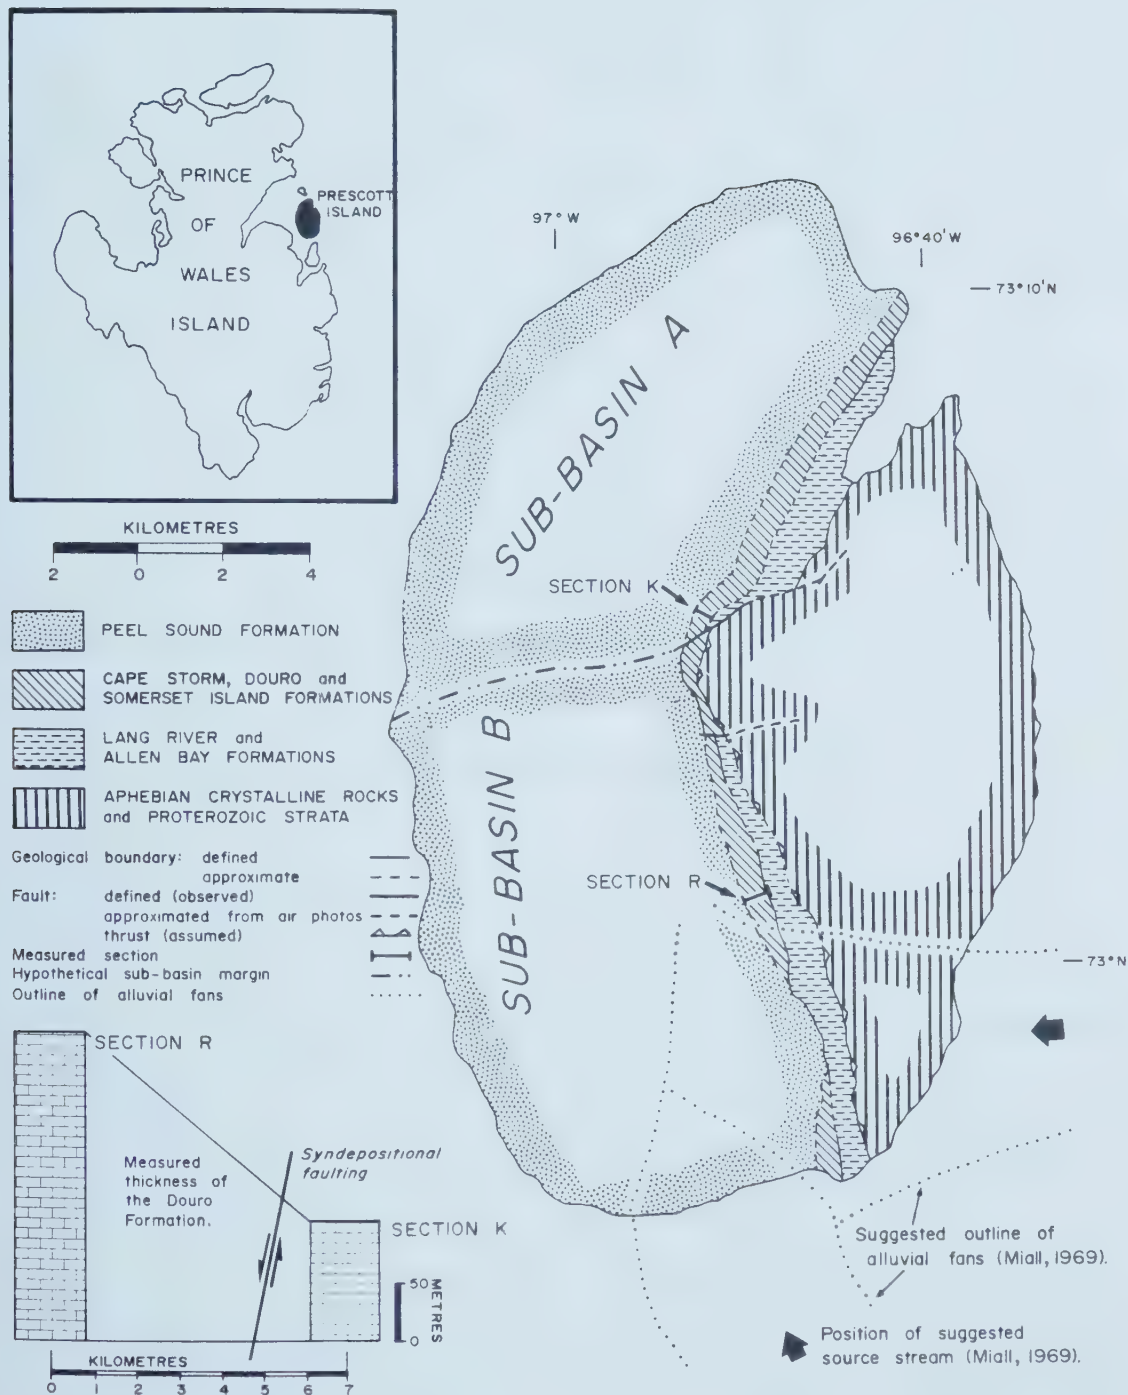 PRINCE
OF
WALES
ISLAND
PRESCOTT
ISLAND
KILOMETRES
2 0 2 4
PEEL SOUND FORMATION
CAPE STORM, DOURO and
SOMERSET ISLAND FORMATIONS
LANG RIVER and
ALLEN BAY FORMATIONS
APHEBIAN CRYSTALLINE ROCKS
and PROTEROZOIC STRATA
Geological boundary: defined
approximate
Fault: defined (observed)
approximated from air photos
thrust (assumed)
Measured section
Hypothetical sub-basin margin
Outline of alluvial fans
97° W
96°40'W
73°10'N
SUB-BASIN A
SECTION K
SUB-BASIN B
SECTION R
73°N
Suggested outline of
alluvial fans (Miall, 1969).
Position of suggested
source stream (Miall, 1969).
SECTION R
Measured
thickness of
the Douro
Formation.
Syndepositional
faulting
SECTION K
50
0
METRES
KILOMETRES
0 1 2 3 4 5 6 7